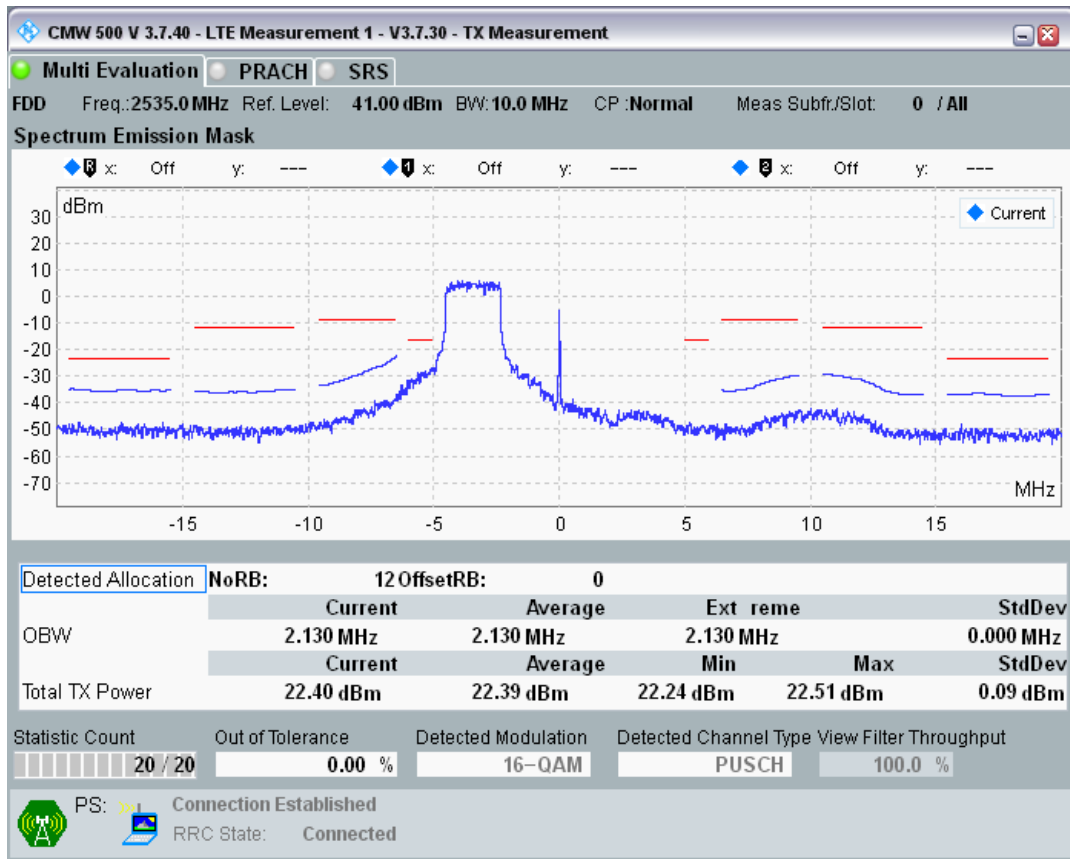 CMW 500 V 3.7.40 - LTE Measurement 1 - V3.7.30 - TX Measurement
Multi Evaluation PRACH SRS
FDD Freq.:2535.0 MHz Ref. Level: 41.00 dBm BW:10.0 MHz CP :Normal Meas Subfr./Slot: 0 / All
Spectrum Emission Mask
R x: Off y: --- 1 x: Off y: --- 2 x: Off y: ---
dBm
Current
30
20
10
0
-10
-20
-30
-40
-50
-60
-70
MHz
-15 -10 -5 0 5 10 15
Detected Allocation NoRB: 12 OffsetRB: 0
Current Average Ext reme StdDev
OBW 2.130 MHz 2.130 MHz 2.130 MHz 0.000 MHz
Current Average Min Max StdDev
Total TX Power 22.40 dBm 22.39 dBm 22.24 dBm 22.51 dBm 0.09 dBm
Statistic Count Out of Tolerance Detected Modulation Detected Channel Type View Filter Throughput
20 / 20 0.00 % 16-QAM PUSCH 100.0 %
PS: Connection Established
RRC State: Connected